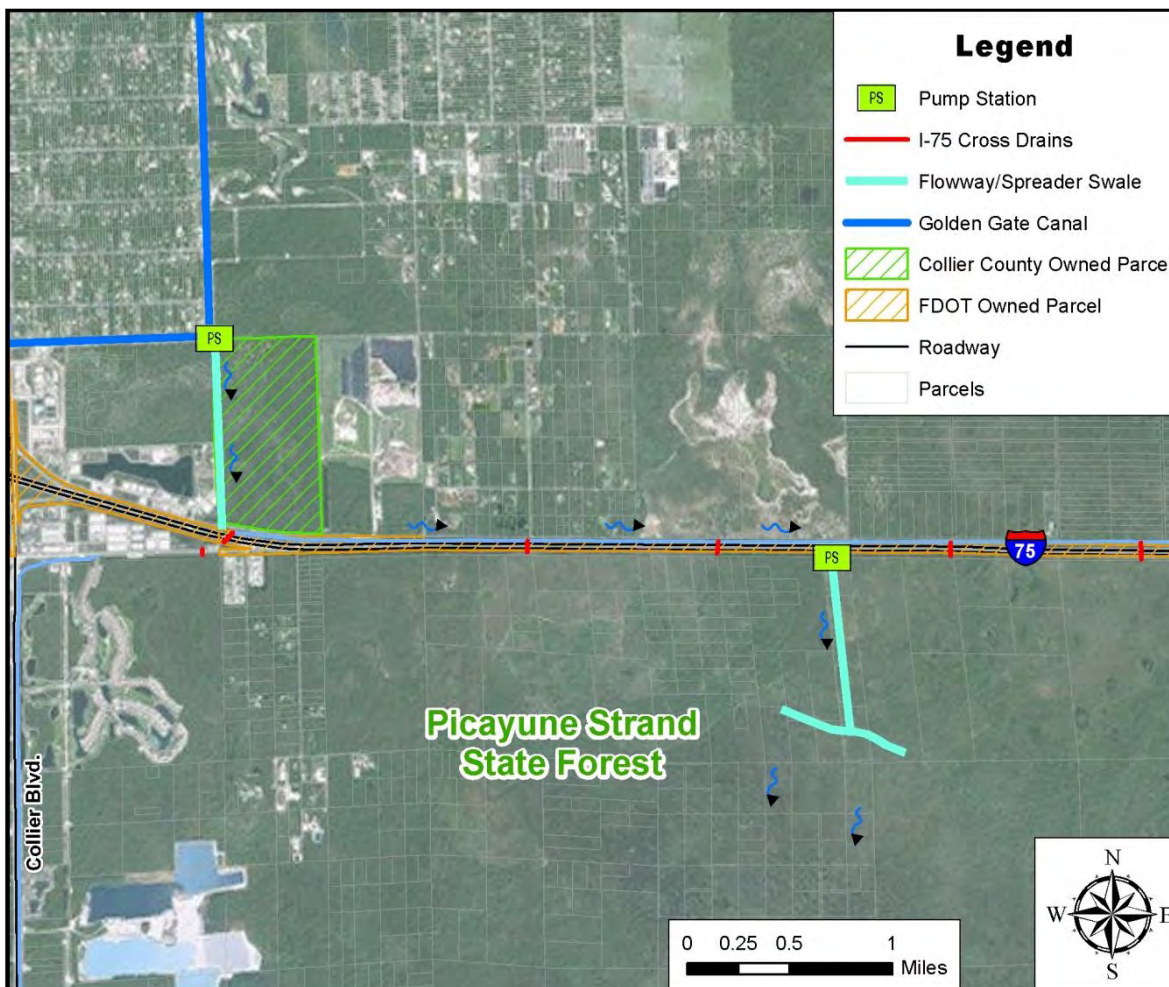 Legend
PS Pump Station
I-75 Cross Drains
Flowway/Spreader Swale
Golden Gate Canal
Collier County Owned Parcel
FDOT Owned Parcel
Roadway
Parcels
PS
75
PS
Picayune Strand
State Forest
Collier Blvd.
N
W E
S
0 0.25 0.5 1
Miles